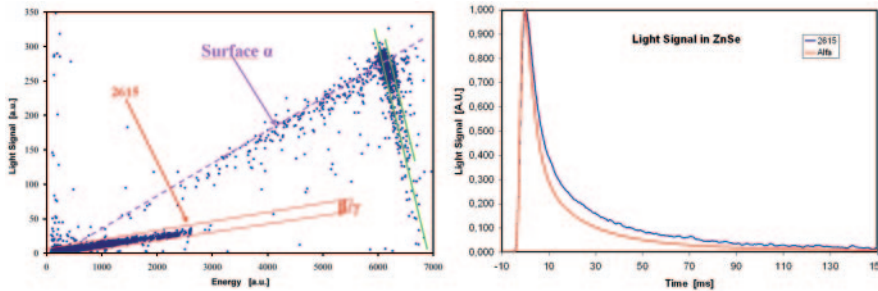 350
300
250
200
150
100
50
0
Light Signal [a.u.]
Surface α
2615
β/γ
0 1000 2000 3000 4000 5000 6000 7000
Energy [a.u.]
Light Signal in ZnSe
2615
Alfa
1,000
0,900
0,800
0,700
0,600
0,500
0,400
0,300
0,200
0,100
0,000
Light Signal [A.U.]
-10 10 30 50 70 90 110 130 150
Time [ms]